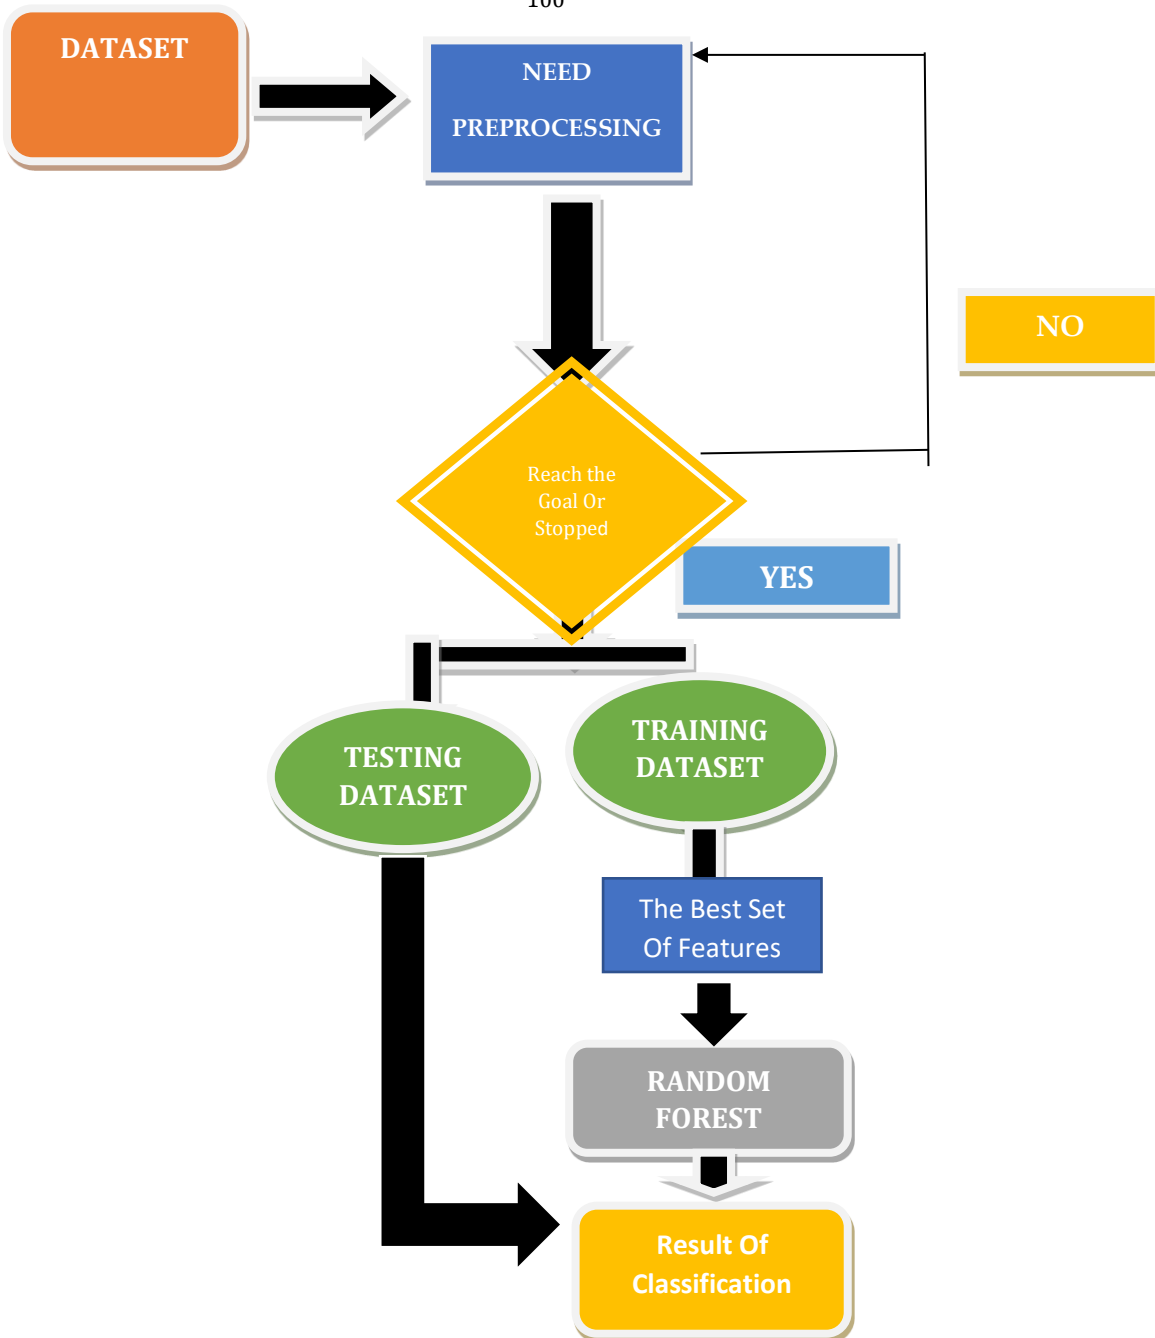 DATASET
NEED
PREPROCESSING
NO
Reach the
Goal Or
Stopped
YES
TESTING
DATASET
TRAINING
DATASET
The Best Set
Of Features
RANDOM
FOREST
Result Of
Classification